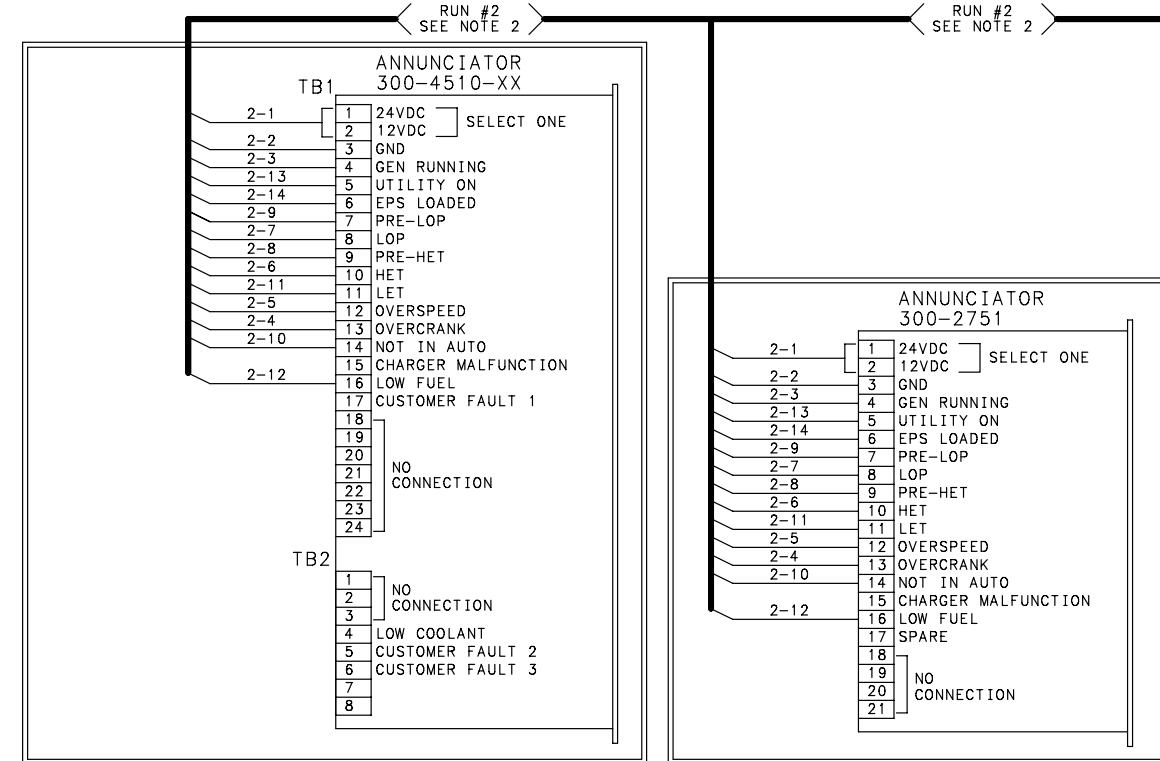 RUN #2
SEE NOTE 2
RUN #2
SEE NOTE 2
ANNUNCIATOR
300-4510-XX
TB1
2-1 1 24VDC
2 12VDC
SELECT ONE
2-2 3 GND
2-3 4 GEN RUNNING
2-13 5 UTILITY ON
2-14 6 EPS LOADED
2-9 7 PRE-LOP
2-7 8 LOP
2-8 9 PRE-HET
2-6 10 HET
2-11 11 LET
2-5 12 OVERSPEED
2-4 13 OVERCRANK
2-10 14 NOT IN AUTO
15 CHARGER MALFUNCTION
2-12 16 LOW FUEL
17 CUSTOMER FAULT 1
18
19
20
21
22
23
24
NO
CONNECTION
TB2
1
2
3
NO
CONNECTION
4 LOW COOLANT
5 CUSTOMER FAULT 2
6 CUSTOMER FAULT 3
7
8
ANNUNCIATOR
300-2751
2-1 1 24VDC
2 12VDC
SELECT ONE
2-2 3 GND
2-3 4 GEN RUNNING
2-13 5 UTILITY ON
2-14 6 EPS LOADED
2-9 7 PRE-LOP
2-7 8 LOP
2-8 9 PRE-HET
2-6 10 HET
2-11 11 LET
2-5 12 OVERSPEED
2-4 13 OVERCRANK
2-10 14 NOT IN AUTO
15 CHARGER MALFUNCTION
2-12 16 LOW FUEL
17 SPARE
18
19
20
21
NO
CONNECTION